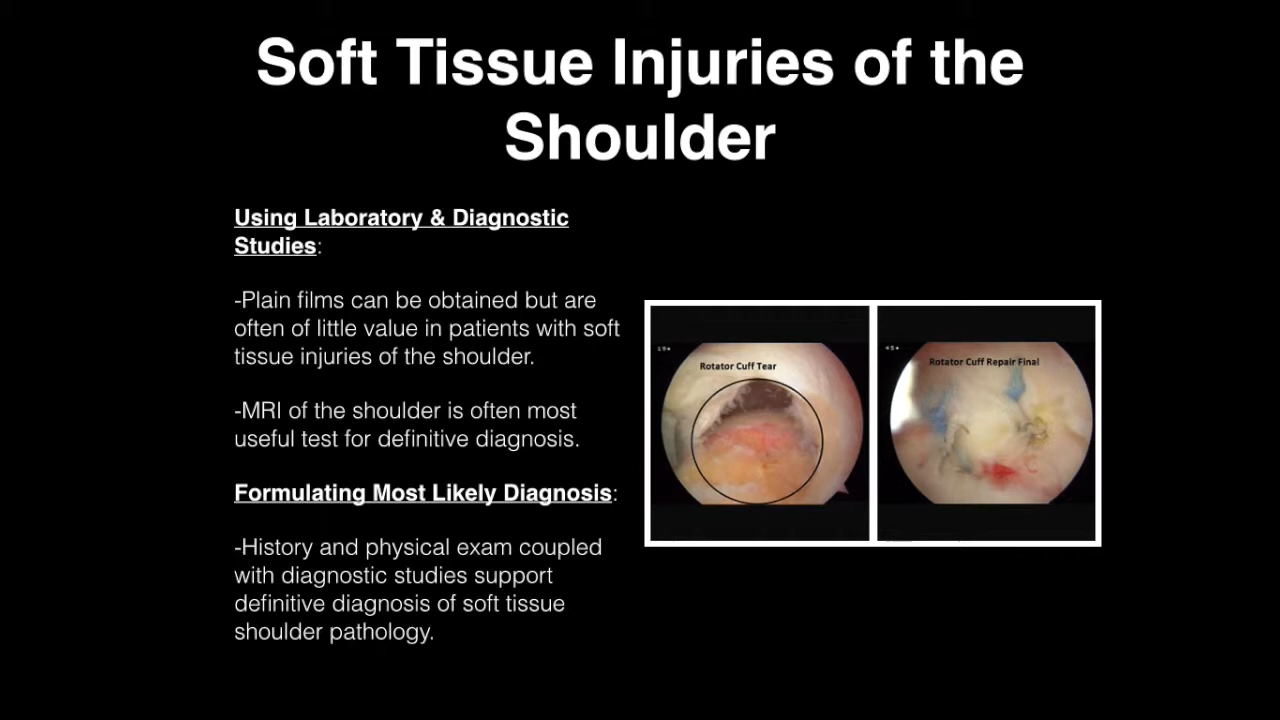 Soft Tissue Injuries of the
Shoulder
Using Laboratory & Diagnostic
Studies:
-Plain films can be obtained but are
often of little value in patients with soft
tissue injuries of the shoulder.
-MRI of the shoulder is often most
useful test for definitive diagnosis.
Formulating Most Likely Diagnosis:
-History and physical exam coupled
with diagnostic studies support
definitive diagnosis of soft tissue
shoulder pathology.
Rotator Cuff Tear
Rotator Cuff Repair Final